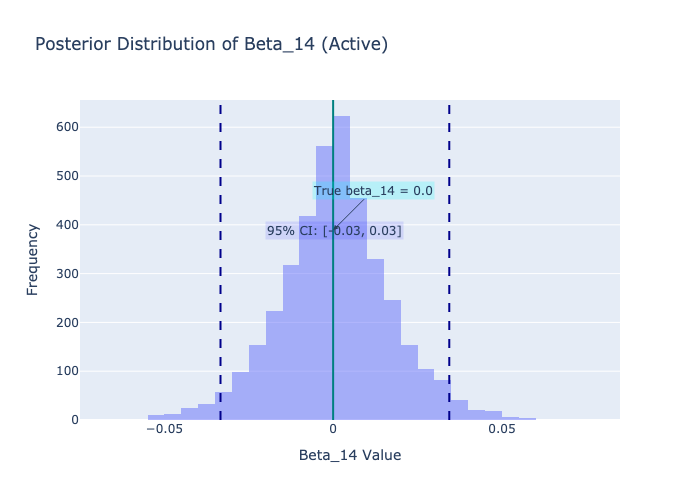 Posterior Distribution of Beta_14 (Active)
Frequency
600
500
400
300
200
100
0
True beta_14 = 0.0
95% CI: [-0.03, 0.03]
−0.05
0
0.05
Beta_14 Value